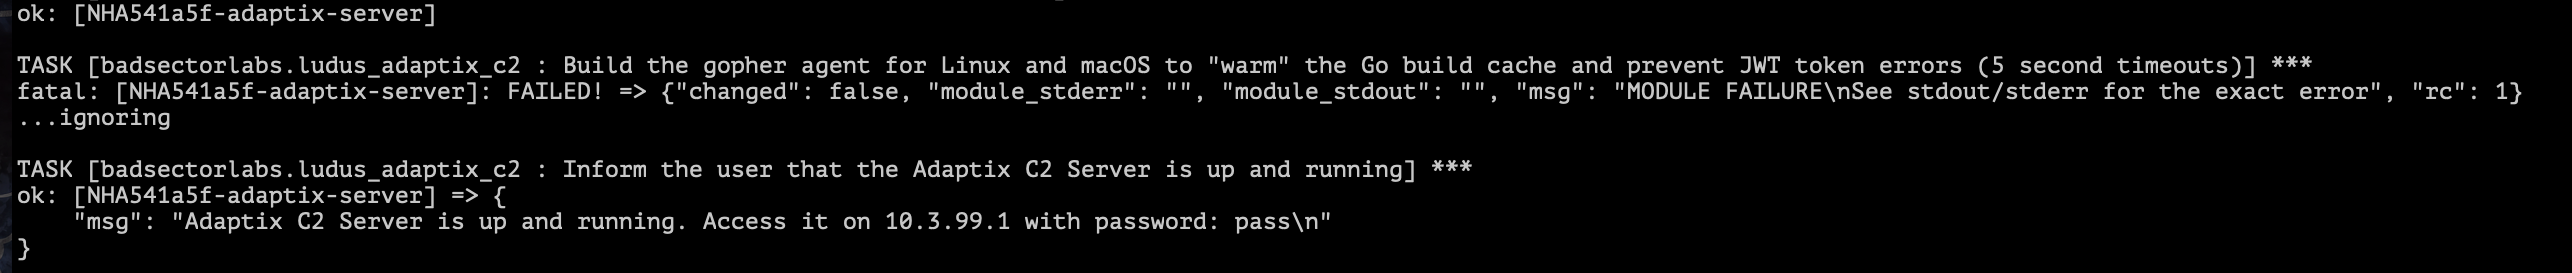 ok: [NHA541a5f-adaptix-server]
TASK [badsectorlabs.ludus_adaptix_c2 : Build the gopher agent for Linux and macOS to "warm" the Go build cache and prevent JWT token errors (5 second timeouts)] ***
fatal: [NHA541a5f-adaptix-server]: FAILED! => {"changed": false, "module_stderr": "", "module_stdout": "", "msg": "MODULE FAILURE\nSee stdout/stderr for the exact error", "rc": 1}
...ignoring
TASK [badsectorlabs.ludus_adaptix_c2 : Inform the user that the Adaptix C2 Server is up and running] ***
ok: [NHA541a5f-adaptix-server] => {
    "msg": "Adaptix C2 Server is up and running. Access it on 10.3.99.1 with password: pass\n"
}